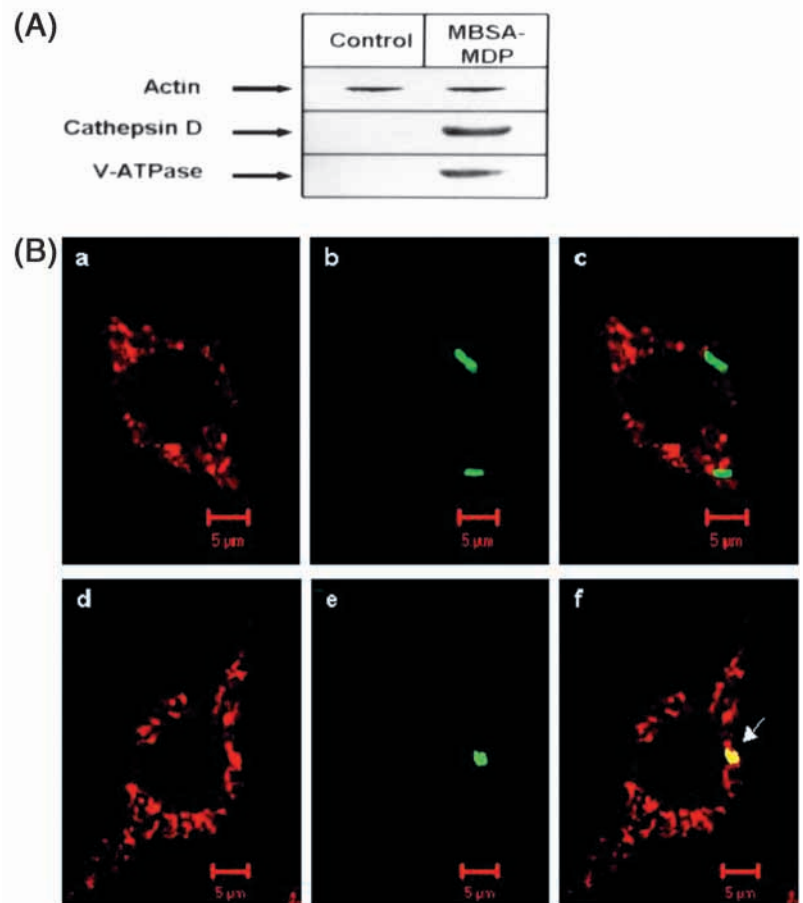 (A)
Control
MBSA-
MDP
Actin
Cathepsin D
V-ATPase
(B)
a
b
c
5 µm
5 µm
5 µm
d
e
f
5 µm
5 µm
5 µm